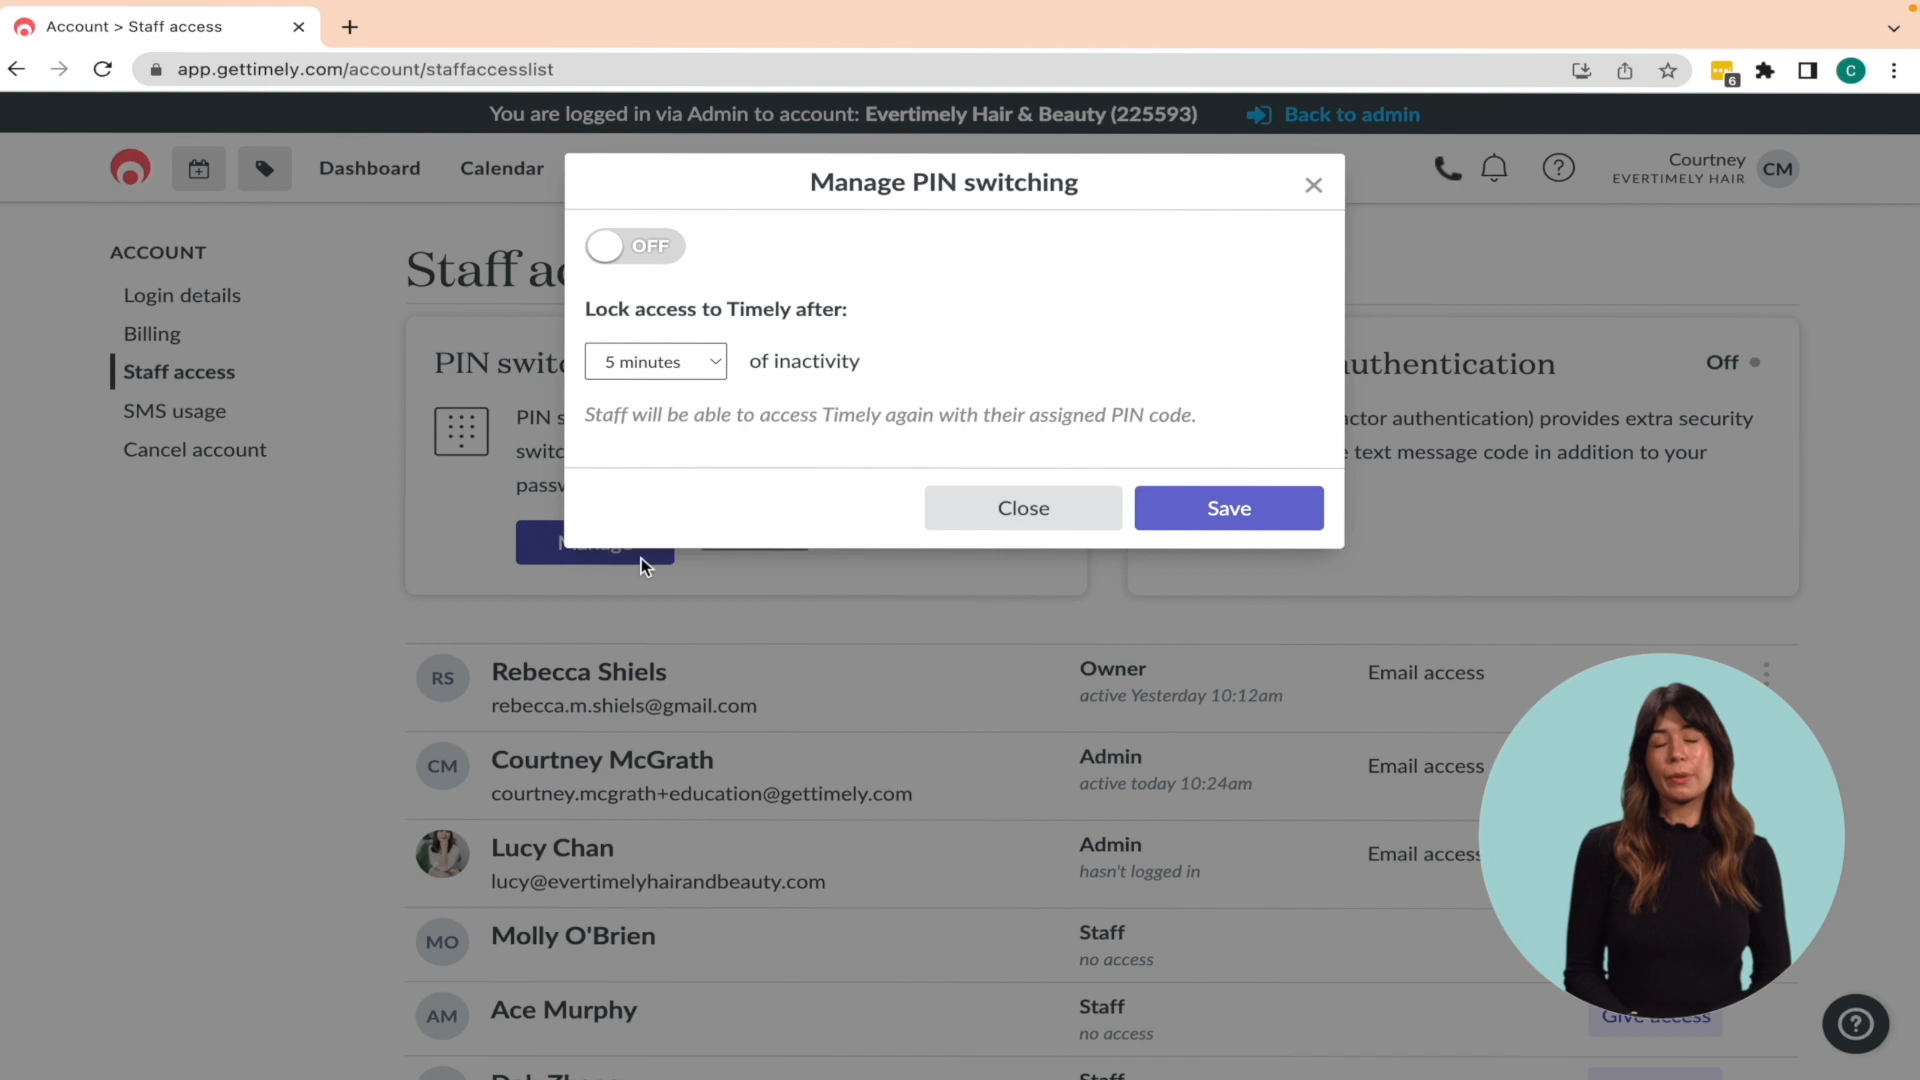 Account > Staff access
app.gettimely.com/account/staffaccesslist
6
C
You are logged in via Admin to account: Evertimely Hair & Beauty (225593)
Back to admin
Dashboard
Calendar
Courtney
EVERTIMELY HAIR
CM
Manage PIN switching
OFF
Lock access to Timely after:
5 minutes
of inactivity
Staff will be able to access Timely again with their assigned PIN code.
Close
Save
ACCOUNT
Login details
Billing
Staff access
SMS usage
Cancel account
Staff ac
PIN switc
PIN s
switc
passw
Manage
uthentication
Off
actor authentication) provides extra security
e text message code in addition to your
RS
Rebecca Shiels
rebecca.m.shiels@gmail.com
Owner
active Yesterday 10:12am
Email access
CM
Courtney McGrath
courtney.mcgrath+education@gettimely.com
Admin
active today 10:24am
Email access
Lucy Chan
lucy@evertimelyhairandbeauty.com
Admin
hasn't logged in
Email access
MO
Molly O'Brien
Staff
no access
AM
Ace Murphy
Staff
no access
Give access
Staff